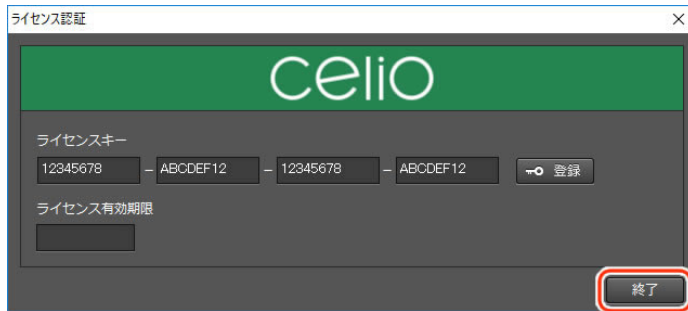 ライセンス認証
celio
ライセンスキー
12345678 – ABCDEF12 – 12345678 – ABCDEF12 登録
ライセンス有効期限
終了